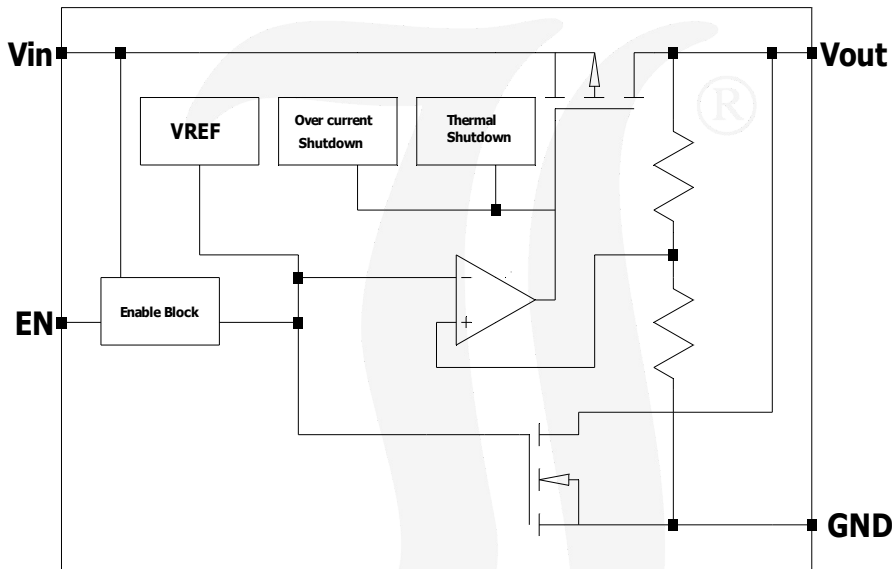 Vin
Vout
VREF
Over current
Shutdown
Thermal
Shutdown
®
Enable Block
EN
−
+
GND